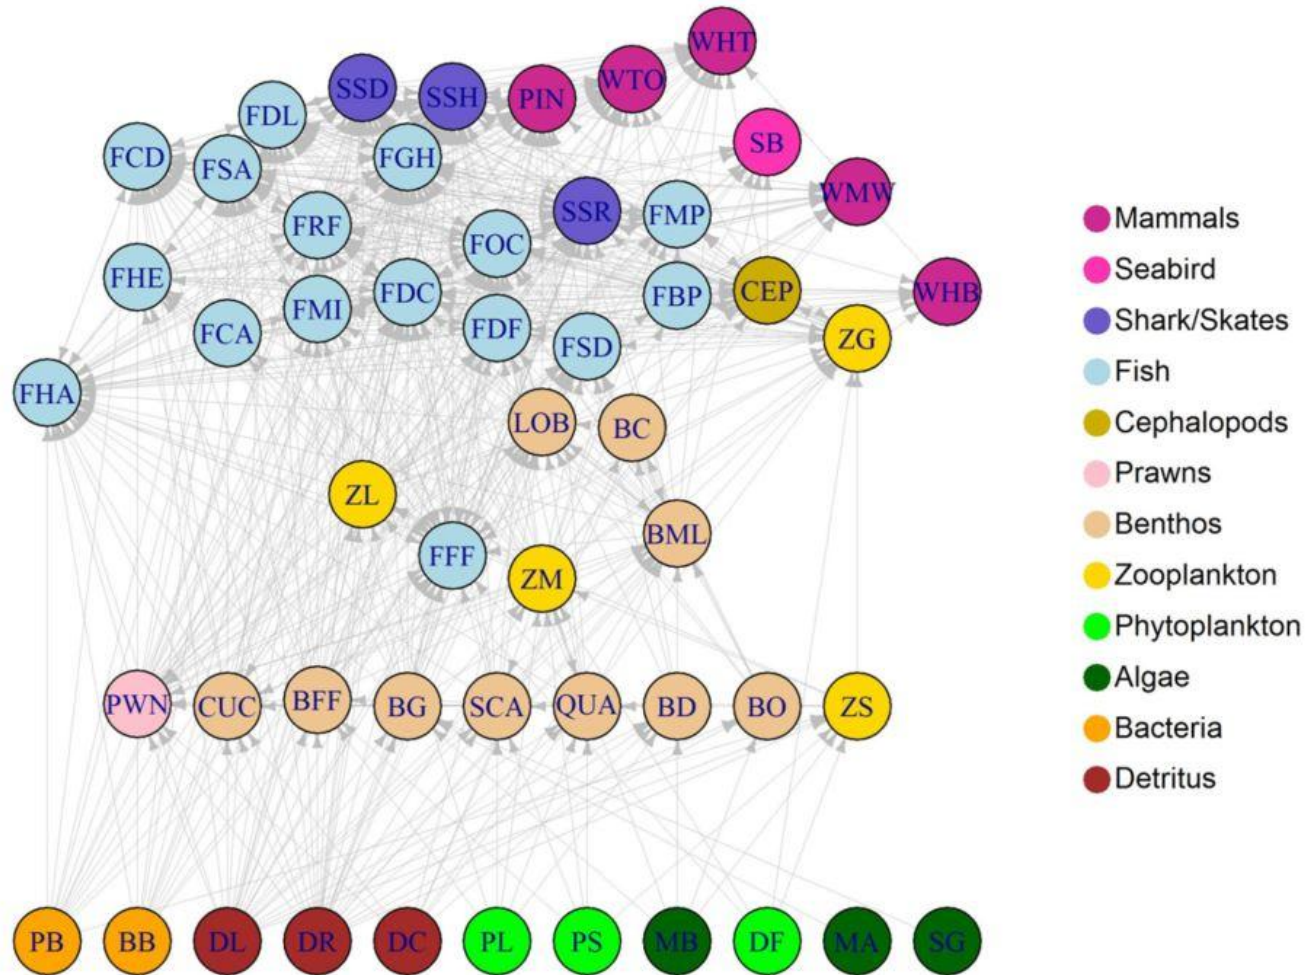 WHT
WTO
SSD
SSH
PIN
FDL
SB
FCD
FSA
FGH
WMW
SSR
FMP
FRF
FOC
FHE
FMI
FDC
FBP
CEP
WHB
FCA
FDF
FSD
ZG
FHA
LOB
BC
ZL
BML
FFF
ZM
PWN
CUC
BFF
BG
SCA
QUA
BD
BO
ZS
PB
BB
DL
DR
DC
PL
PS
MB
DF
MA
SG
Mammals
Seabird
Shark/Skates
Fish
Cephalopods
Prawns
Benthos
Zooplankton
Phytoplankton
Algae
Bacteria
Detritus